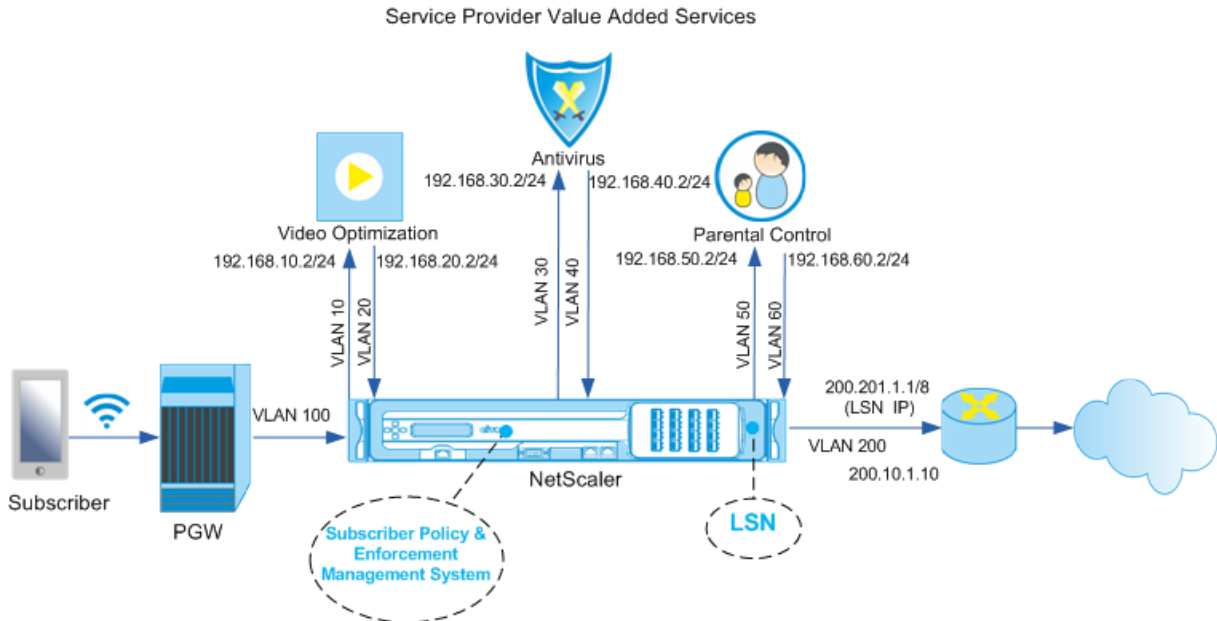 Service Provider Value Added Services
Antivirus
192.168.30.2/24
192.168.40.2/24
Video Optimization
Parental Control
192.168.10.2/24
192.168.20.2/24
192.168.50.2/24
192.168.60.2/24
VLAN 10
VLAN 20
VLAN 30
VLAN 40
VLAN 50
VLAN 60
VLAN 100
200.201.1.1/8
(LSN IP)
VLAN 200
200.10.1.10
NetScaler
Subscriber
PGW
Subscriber Policy &
Enforcement
Management System
LSN